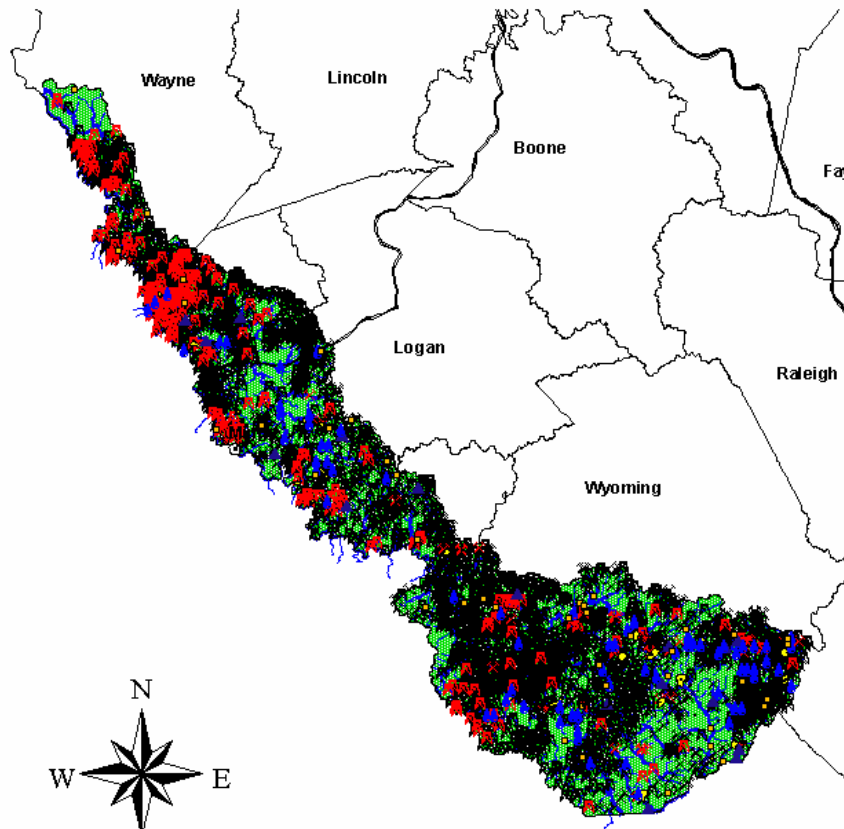 Wayne
Lincoln
Boone
Fay
Logan
Raleigh
Wyoming
N
W
E
S